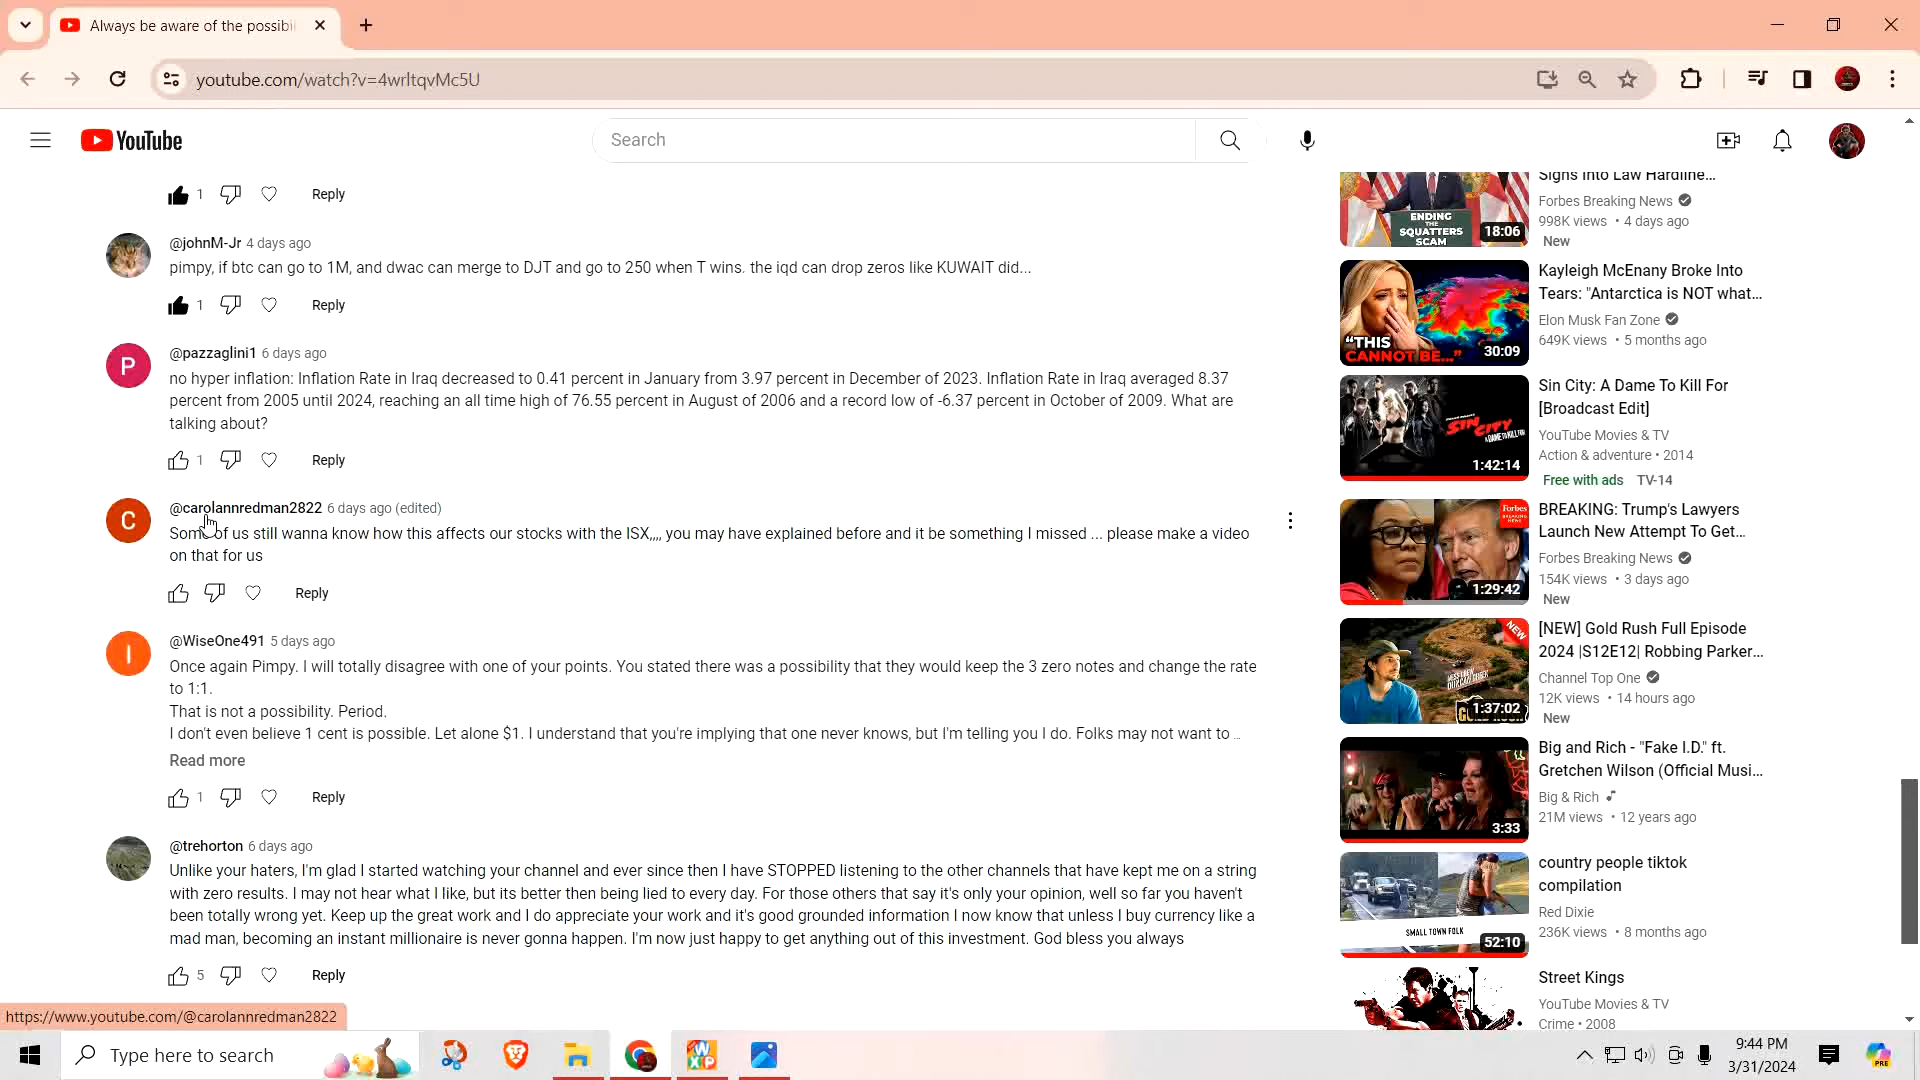 Always be aware of the possibi
youtube.com/watch?v=4wrltqvMc5U
YouTube
Search
1
Reply
@johnM-Jr 4 days ago
pimpy, if btc can go to 1M, and dwac can merge to DJT and go to 250 when T wins. the iqd can drop zeros like KUWAIT did...
1
Reply
P
@pazzaglini1 6 days ago
no hyper inflation: Inflation Rate in Iraq decreased to 0.41 percent in January from 3.97 percent in December of 2023. Inflation Rate in Iraq averaged 8.37
percent from 2005 until 2024, reaching an all time high of 76.55 percent in August of 2006 and a record low of -6.37 percent in October of 2009. What are
talking about?
1
Reply
C
@carolannredman2822 6 days ago (edited)
Some of us still wanna know how this affects our stocks with the ISX,,,, you may have explained before and it be something I missed ... please make a video
on that for us
Reply
I
@WiseOne491 5 days ago
Once again Pimpy. I will totally disagree with one of your points. You stated there was a possibility that they would keep the 3 zero notes and change the rate
to 1:1.
That is not a possibility. Period.
I don't even believe 1 cent is possible. Let alone $1. I understand that you're implying that one never knows, but I'm telling you I do. Folks may not want to ...
Read more
1
Reply
@trehorton 6 days ago
Unlike your haters, I'm glad I started watching your channel and ever since then I have STOPPED listening to the other channels that have kept me on a string
with zero results. I may not hear what I like, but its better then being lied to every day. For those others that say it's only your opinion, well so far you haven't
been totally wrong yet. Keep up the great work and I do appreciate your work and it's good grounded information I now know that unless I buy currency like a
mad man, becoming an instant millionaire is never gonna happen. I'm now just happy to get anything out of this investment. God bless you always
5
Reply
https://www.youtube.com/@carolannredman2822
ENDING
THE
SQUATTERS
SCAM
18:06
Signs Into Law Hardline...
Forbes Breaking News
998K views • 4 days ago
New
"THIS
CANNOT BE..."
30:09
Kayleigh McEnany Broke Into
Tears: "Antarctica is NOT what...
Elon Musk Fan Zone
649K views • 5 months ago
SIN CITY
1:42:14
Sin City: A Dame To Kill For
[Broadcast Edit]
YouTube Movies & TV
Action & adventure • 2014
Free with ads TV-14
Forbes
BREAKING NEWS
1:29:42
BREAKING: Trump's Lawyers
Launch New Attempt To Get...
Forbes Breaking News
154K views • 3 days ago
New
NEW
1:37:02
[NEW] Gold Rush Full Episode
2024 |S12E12| Robbing Parker...
Channel Top One
12K views • 14 hours ago
New
3:33
Big and Rich - "Fake I.D." ft.
Gretchen Wilson (Official Musi...
Big & Rich
21M views • 12 years ago
SMALL TOWN FOLK
52:10
country people tiktok
compilation
Red Dixie
236K views • 8 months ago
Street Kings
YouTube Movies & TV
Crime • 2008
Type here to search
WXP
9:44 PM
3/31/2024
PRE